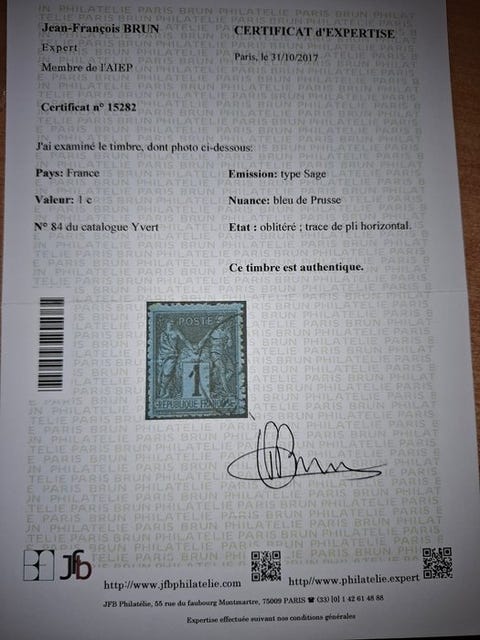 Jean-François BRUN
CERTIFICAT d'EXPERTISE
Expert
Paris, le 31/10/2017
Membre de l'AIEP
Certificat n° 15282
J'ai examiné le timbre, dont photo ci-dessous:
Pays: France
Emission: type Sage
Valeur: 1 c
Nuance: bleu de Prusse
N° 84 du catalogue Yvert
Etat : oblitéré ; trace de pli horizontal.
Ce timbre est authentique.
POSTE
1
REPUBLIQUE FRANÇAISE
Brun
Jfb
http//www.jfbphilatelie.com
http//www.philatelie.expert
JFB Philatélie, 55 rue du faubourg Montmartre, 75009 PARIS ☎ (33) [0] 1 42 61 48 88
Expertise effectuée suivant nos conditions générales